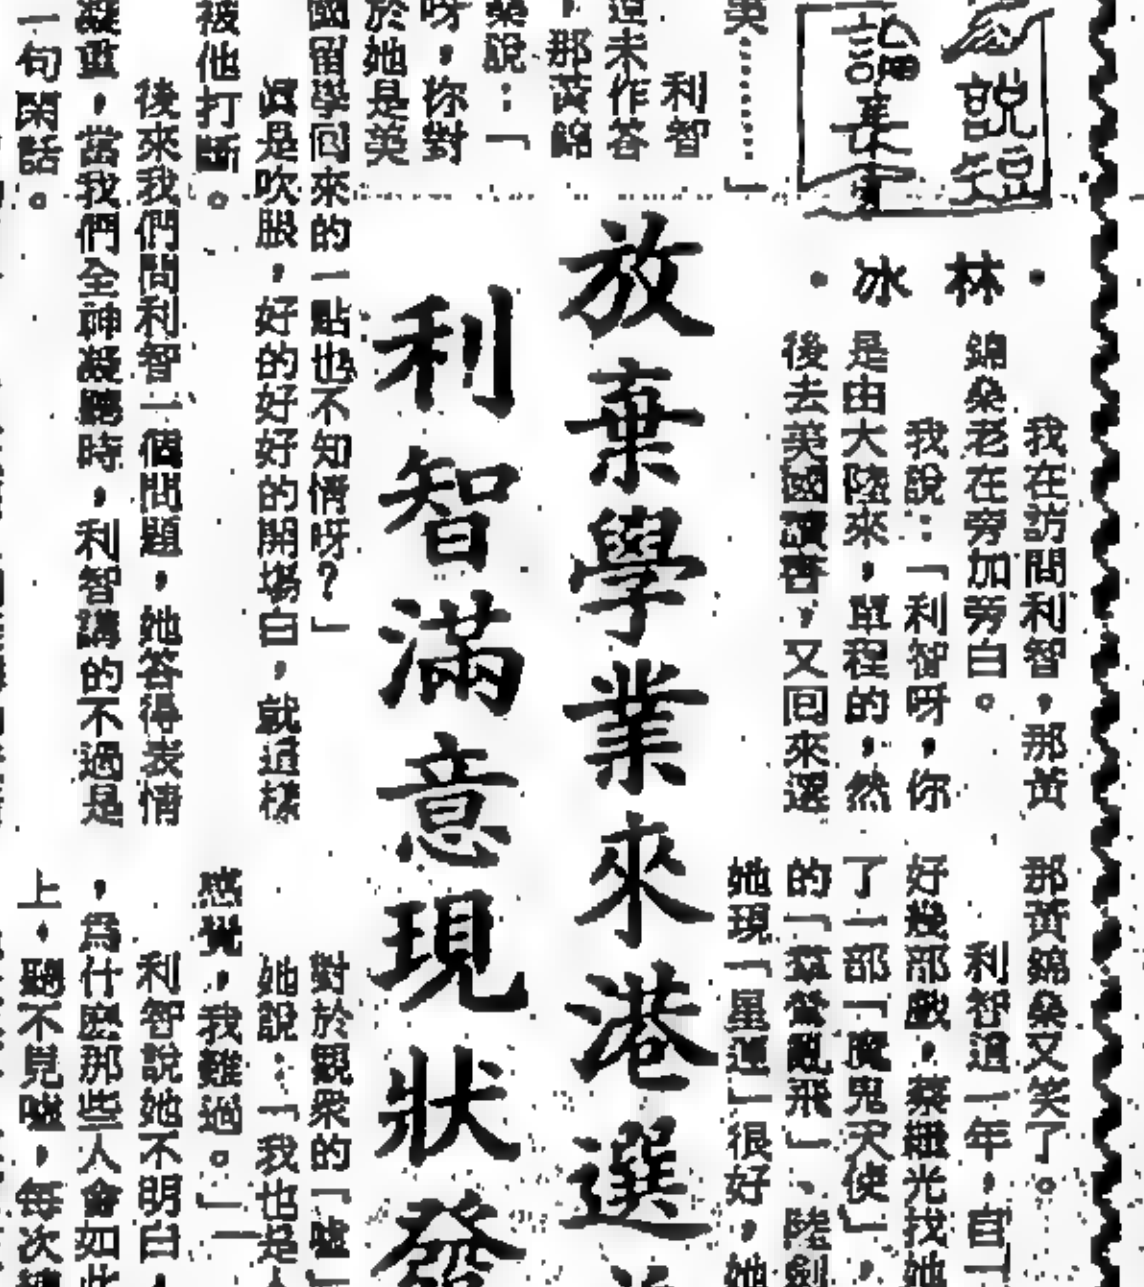 說短
話長
·林冰·
放棄學業來港選
利智滿意現狀發
我在訪問利智，那黃
錦燊老在旁加旁白。
我說：「利智呀，你
是由大陸來，單程的，然
後去英國讀書，又回來選
英……」
利智
還未作答
，那黃錦
燊說：「
呀，你對
於她是英
國留學回來的一點也不知情呀？」
真是吹脹，好的好好的開場白，就這樣
被他打斷。
後來我們問利智一個問題，她答得表情
凝重，當我們全神凝聽時，利智講的不過是
一句閑話。
那黃錦燊又笑了。
利智這一年，自
好幾部戲，蔡繼光找她
了一部「魔鬼天使」，
的「群鶯亂飛」、陸劍
她現「星運」很好，她
對於觀衆的「噓」
她說：「我也是人
感覺，我難過。」
利智說她不明白，
，爲什麽那些人會如此
上，聽不見噓，每次